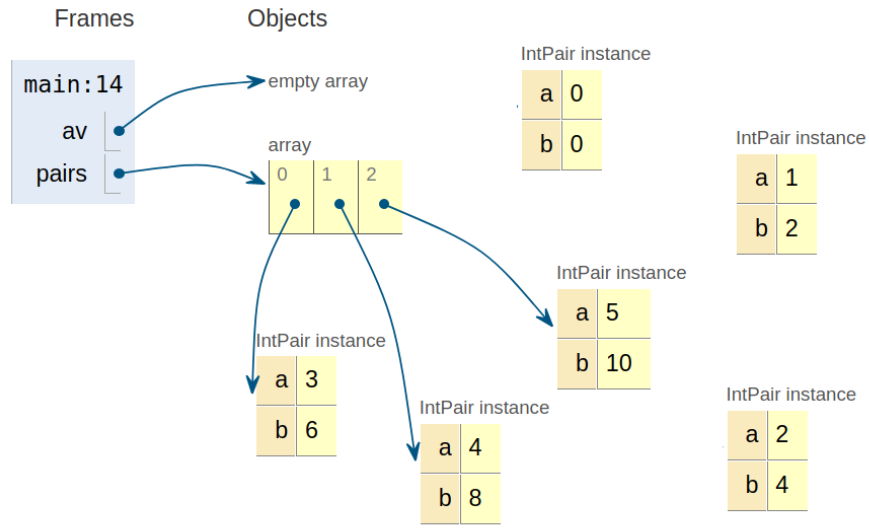 Frames
Objects
main:14
av
pairs
empty array
array
0 1 2
IntPair instance
a 0
b 0
IntPair instance
a 1
b 2
IntPair instance
a 5
b 10
IntPair instance
a 3
b 6
IntPair instance
a 4
b 8
IntPair instance
a 2
b 4